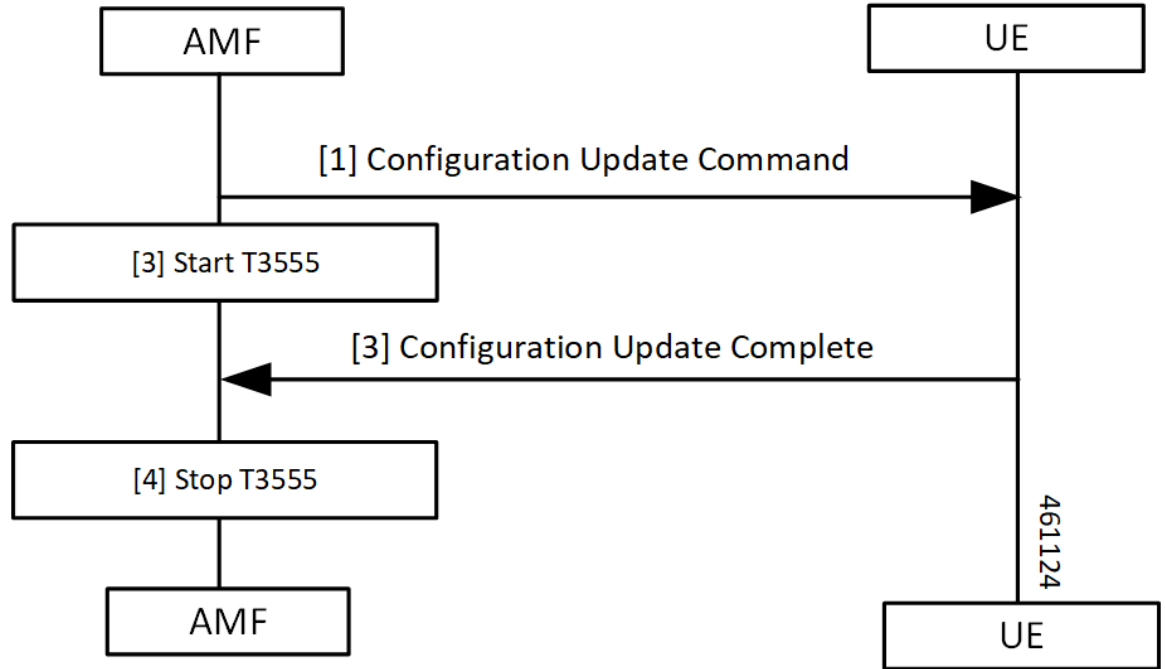 AMF
UE
[1] Configuration Update Command
[3] Start T3555
[3] Configuration Update Complete
[4] Stop T3555
461124
AMF
UE